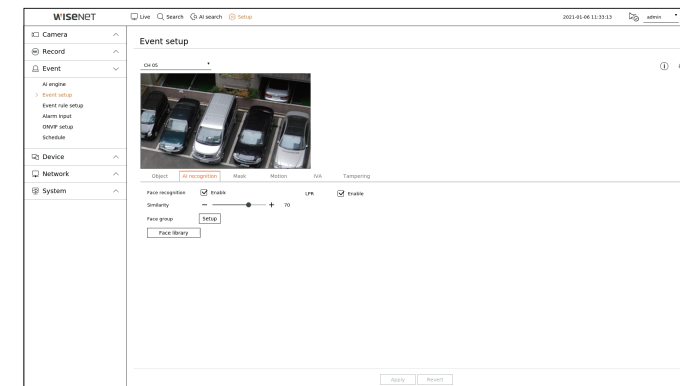 WISENET
Live Search AI search Setup 2021-01-06 11:33:13 admin
Camera
Record
Event
AI engine
Event setup
Event rule setup
Alarm input
ONVIF setup
Schedule
Device
Network
System
Event setup
CH 05
Object AI recognition Mask Motion IVA Tampering
Face recognition Enable LPR Enable
Similarity 70
Face group Setup
Face library
Apply Revert